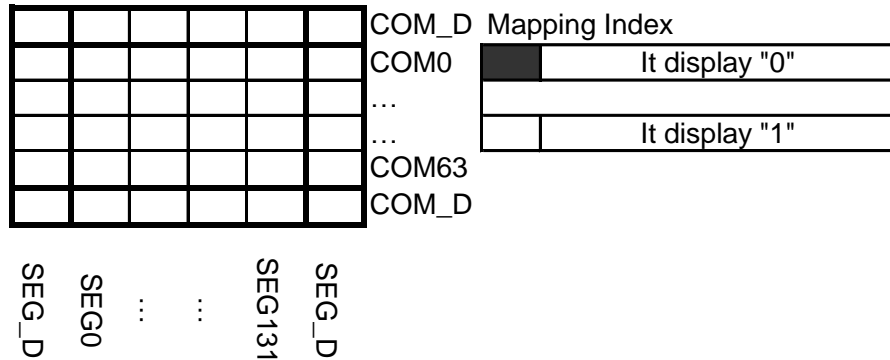 COM_D Mapping Index
COM0 It display "0"
…
… It display "1"
COM63
COM_D
SEG_D
SEG0
…
…
SEG131
SEG_D